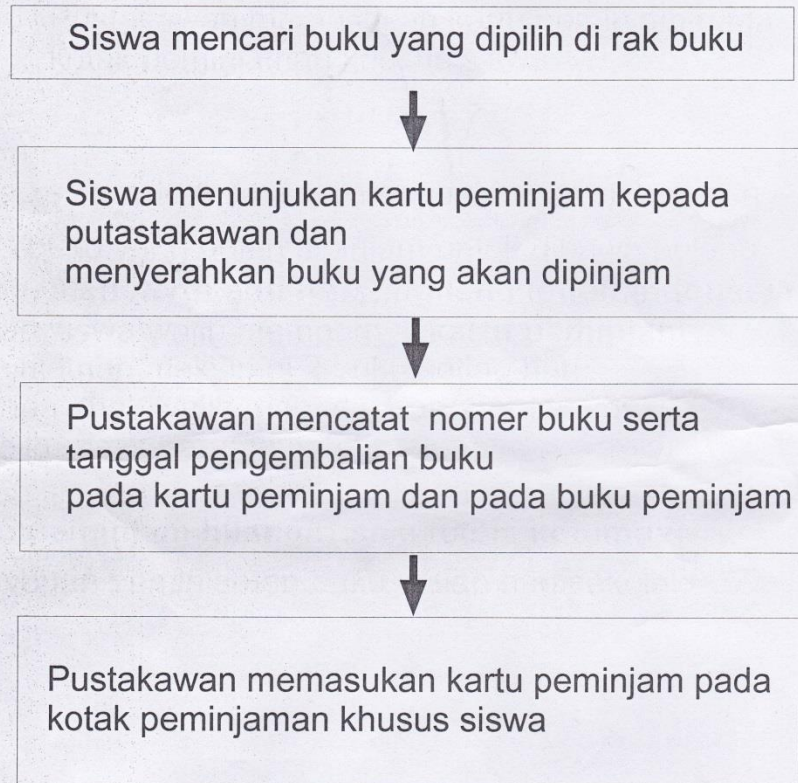 Siswa mencari buku yang dipilih di rak buku
Siswa menunjukan kartu peminjam kepada
putastakawan dan
menyerahkan buku yang akan dipinjam
Pustakawan mencatat nomer buku serta
tanggal pengembalian buku
pada kartu peminjam dan pada buku peminjam
Pustakawan memasukan kartu peminjam pada
kotak peminjaman khusus siswa